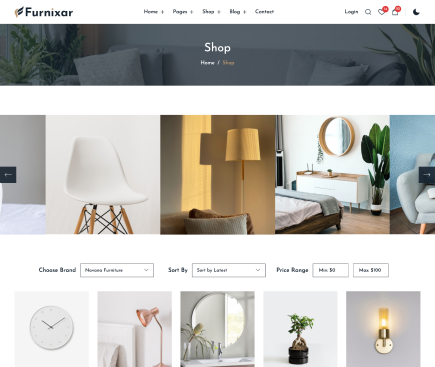 Furnixar
Home + Pages + Shop + Blog + Contact
Login
Shop
Home / Shop
Choose Brand Navana Furniture Sort By Sort by Latest Price Range Min: $0 Max: $100